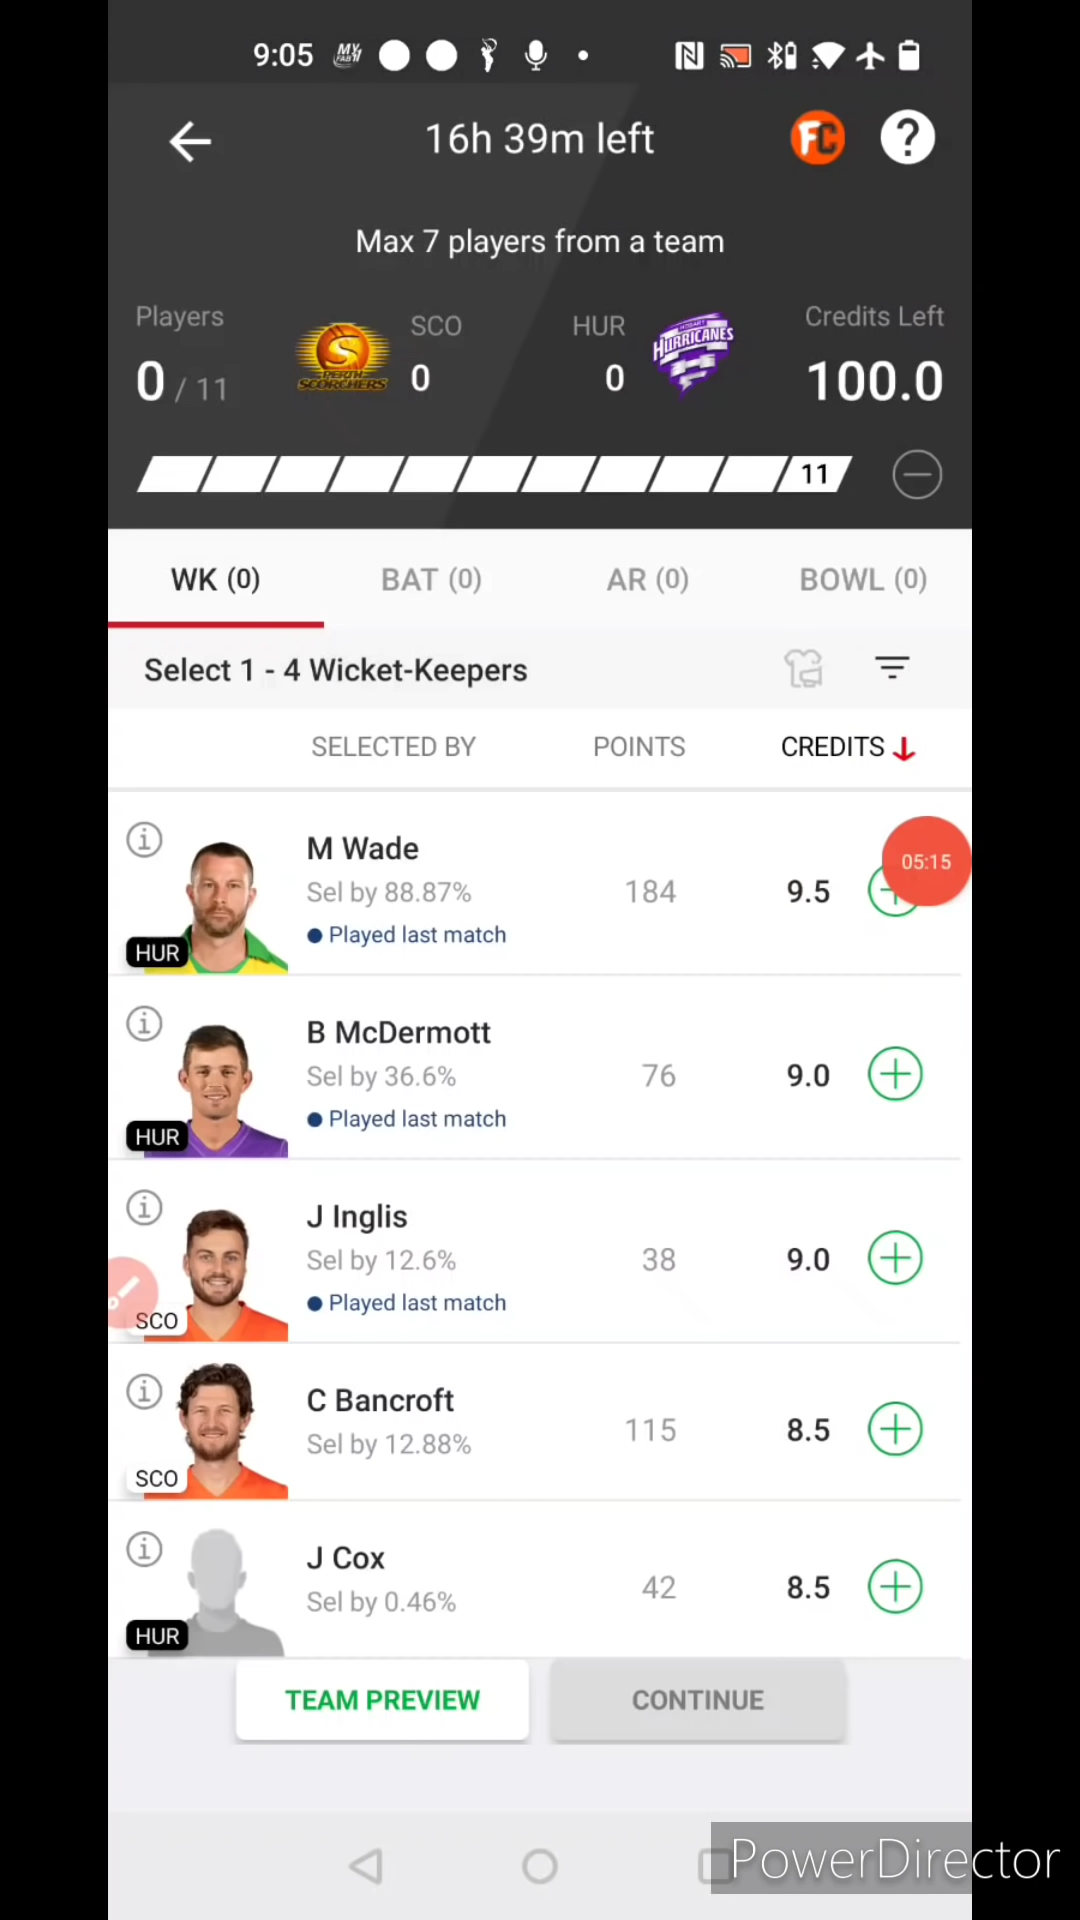 9:05
16h 39m left
FC
?
Max 7 players from a team
Players
SCO
HUR
Credits Left
0 / 11
PERTH
SCORCHERS
0
0
HOBART
HURRICANES
100.0
11
WK (0)
BAT (0)
AR (0)
BOWL (0)
Select 1 - 4 Wicket-Keepers
SELECTED BY
POINTS
CREDITS
M Wade
Sel by 88.87%
184
9.5
05:15
Played last match
HUR
B McDermott
Sel by 36.6%
76
9.0
Played last match
HUR
J Inglis
Sel by 12.6%
38
9.0
Played last match
SCO
C Bancroft
Sel by 12.88%
115
8.5
SCO
J Cox
Sel by 0.46%
42
8.5
HUR
TEAM PREVIEW
CONTINUE
PowerDirector